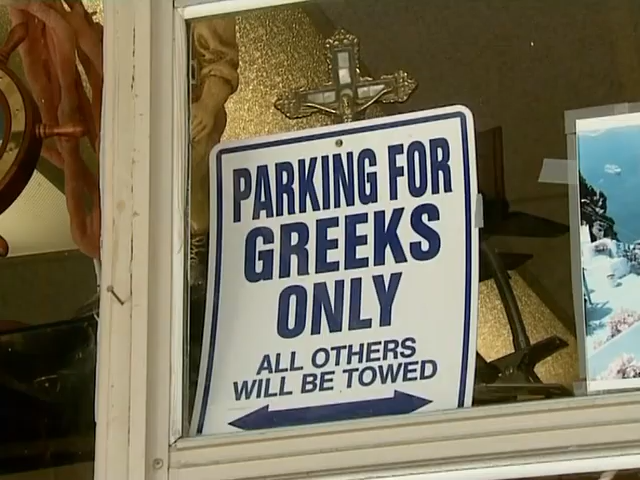 PARKING FOR
GREEKS
ONLY
ALL OTHERS
WILL BE TOWED